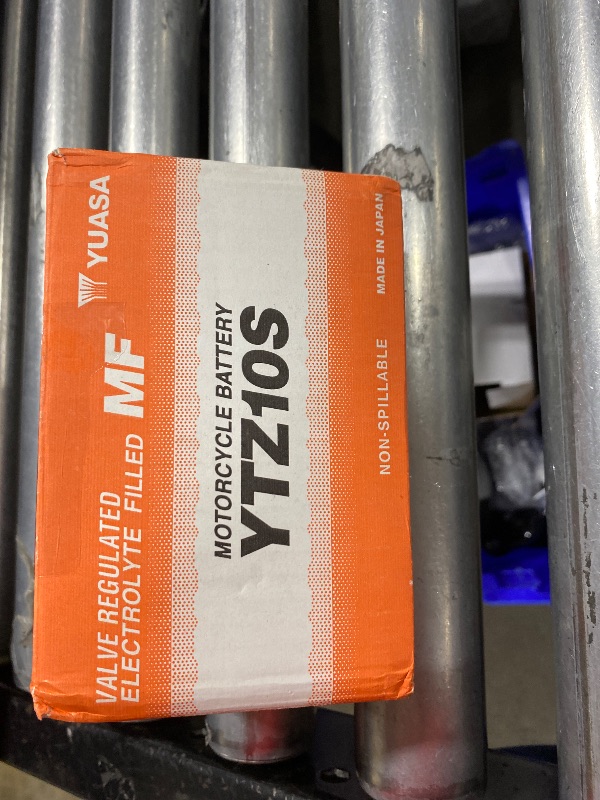 YUASA
VALVE REGULATED
ELECTROLYTE FILLED MF
MOTORCYCLE BATTERY
YTZ10S
NON-SPILLABLE
MADE IN JAPAN